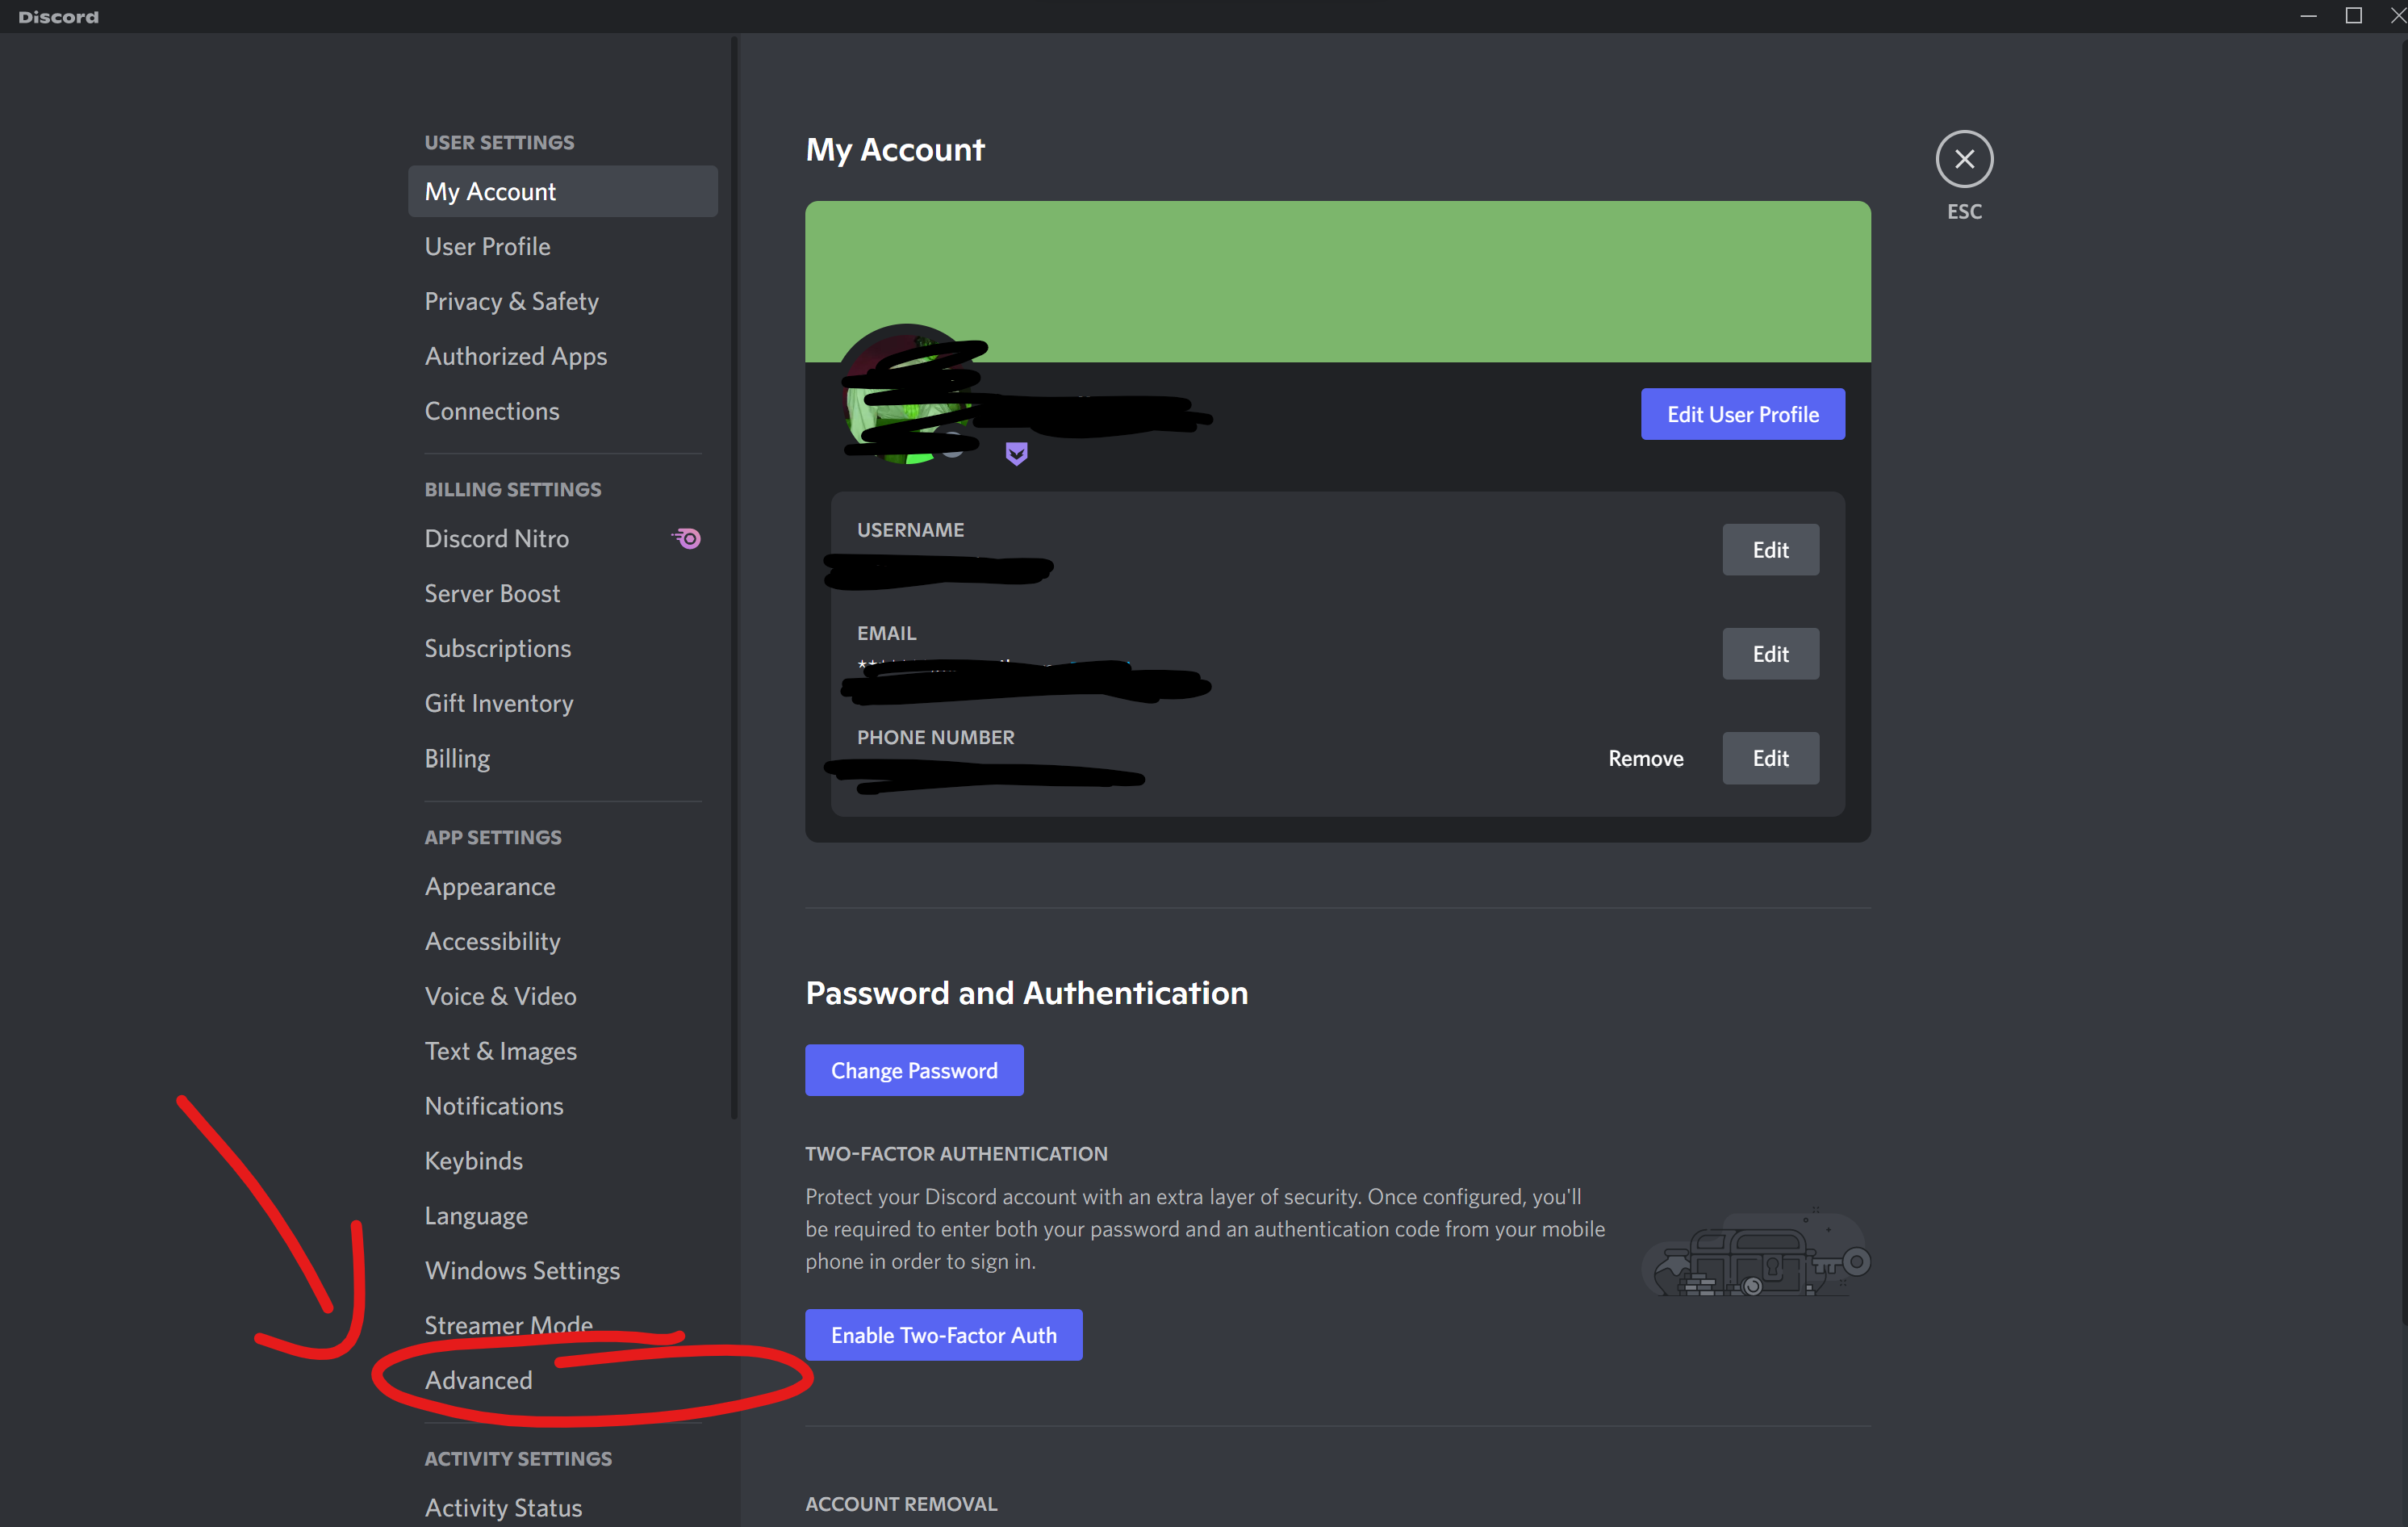 Discord
USER SETTINGS
My Account
User Profile
Privacy & Safety
Authorized Apps
Connections
BILLING SETTINGS
Discord Nitro
Server Boost
Subscriptions
Gift Inventory
Billing
APP SETTINGS
Appearance
Accessibility
Voice & Video
Text & Images
Notifications
Keybinds
Language
Windows Settings
Streamer Mode
Advanced
ACTIVITY SETTINGS
Activity Status
My Account
ESC
Edit User Profile
USERNAME
Edit
EMAIL
Edit
PHONE NUMBER
Remove
Edit
Password and Authentication
Change Password
TWO-FACTOR AUTHENTICATION
Protect your Discord account with an extra layer of security. Once configured, you'll
be required to enter both your password and an authentication code from your mobile
phone in order to sign in.
Enable Two-Factor Auth
ACCOUNT REMOVAL